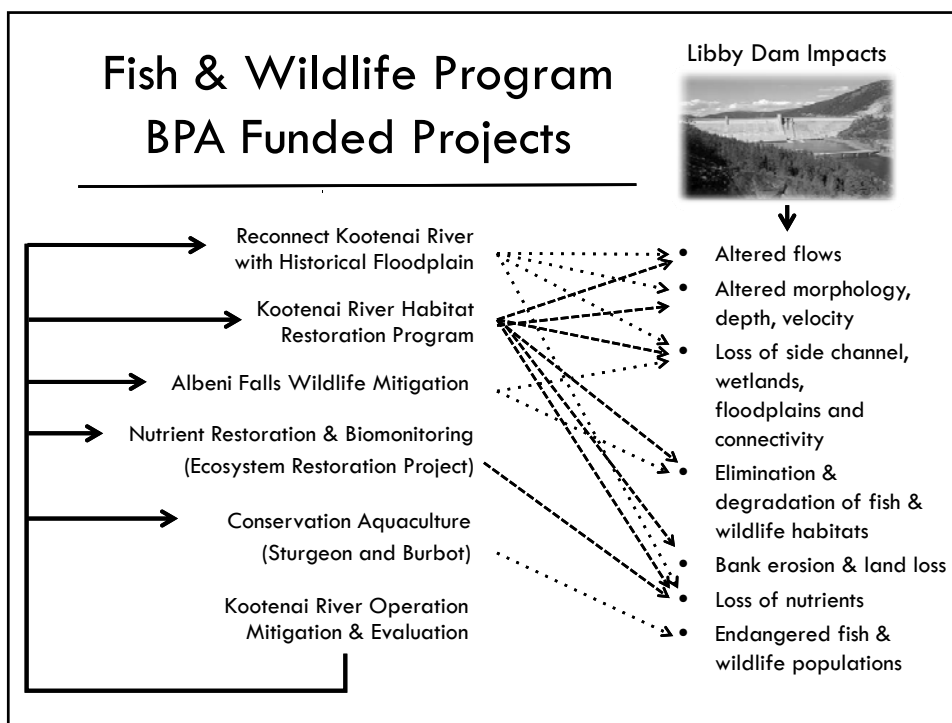 Fish & Wildlife Program
BPA Funded Projects
Libby Dam Impacts
Reconnect Kootenai River
with Historical Floodplain
Kootenai River Habitat
Restoration Program
Albeni Falls Wildlife Mitigation
Nutrient Restoration & Biomonitoring
(Ecosystem Restoration Project)
Conservation Aquaculture
(Sturgeon and Burbot)
Kootenai River Operation
Mitigation & Evaluation
• Altered flows
• Altered morphology,
depth, velocity
• Loss of side channel,
wetlands,
floodplains and
connectivity
• Elimination &
degradation of fish &
wildlife habitats
• Bank erosion & land loss
• Loss of nutrients
• Endangered fish &
wildlife populations